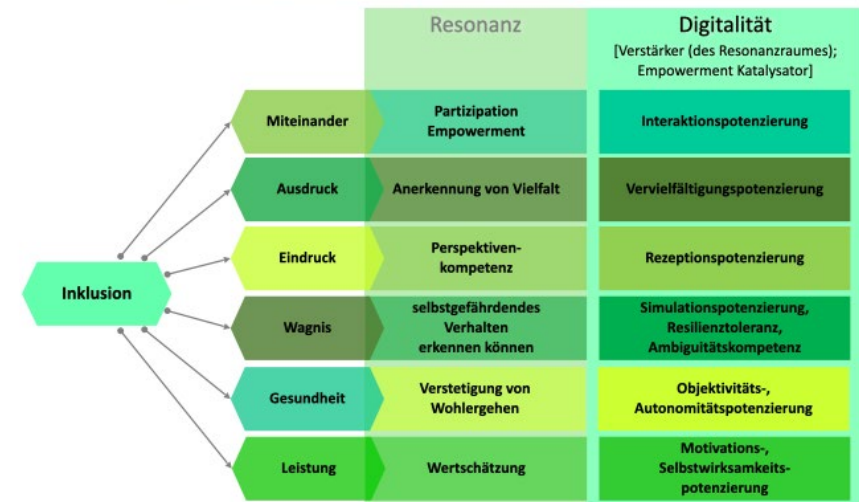 Resonanz
Digitalität
[Verstärker (des Resonanzraumes);
Empowerment Katalysator]
Miteinander
Partizipation
Empowerment
Interaktionspotenzierung
Ausdruck
Anerkennung von Vielfalt
Vervielfältigungspotenzierung
Eindruck
Perspektiven-
kompetenz
Rezeptionspotenzierung
Inklusion
Wagnis
selbstgefährdendes
Verhalten
erkennen können
Simulationspotenzierung,
Resilienztoleranz,
Ambiguitätskompetenz
Gesundheit
Verstetigung von
Wohlergehen
Objektivitäts-,
Autonomitätspotenzierung
Leistung
Wertschätzung
Motivations-,
Selbstwirksamkeits-
potenzierung